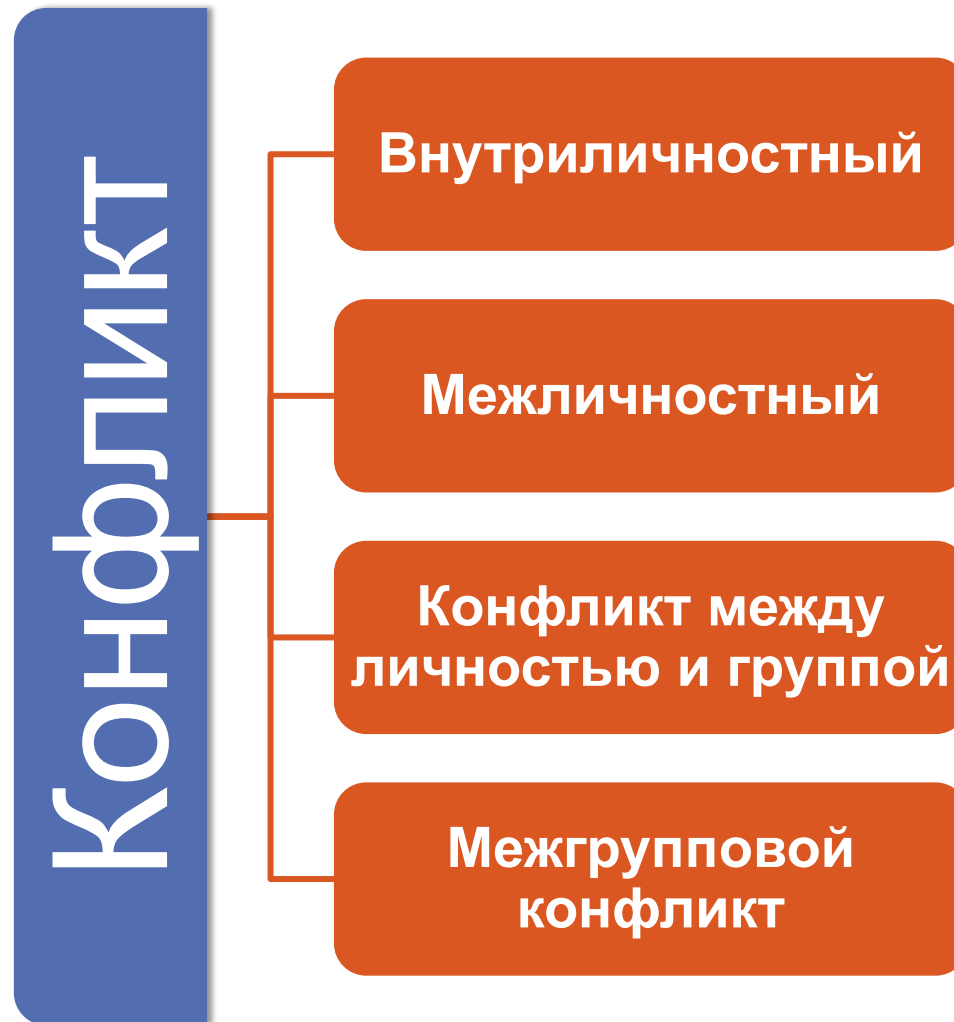 Конфликт
Внутриличностный
Межличностный
Конфликт между
личностью и группой
Межгрупповой
конфликт